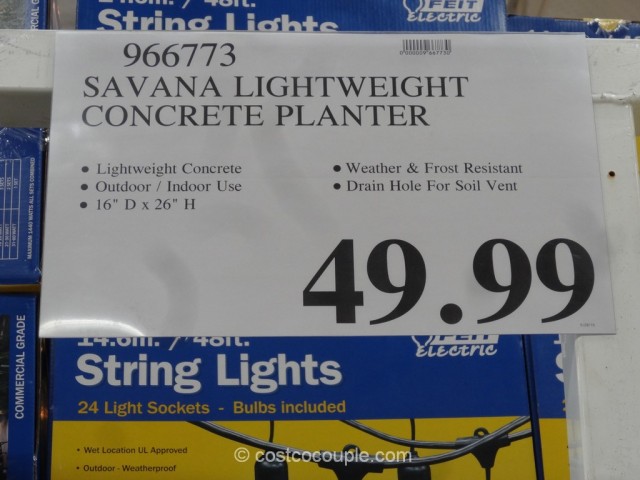 FEIT
Electric
String Lights
COMMERCIAL
966773
SAVANA LIGHTWEIGHT
CONCRETE PLANTER
• Lightweight Concrete
• Outdoor / Indoor Use
• 16" D x 26" H
• Weather & Frost Resistant
• Drain Hole For Soil Vent
49.99
COMMERCIAL GRADE
14.6m. / 48ft.
FEIT
Electric
String Lights
24 Light Sockets - Bulbs included
• Wet Location UL Approved
• Outdoor - Weatherproof
© costcocouple.com